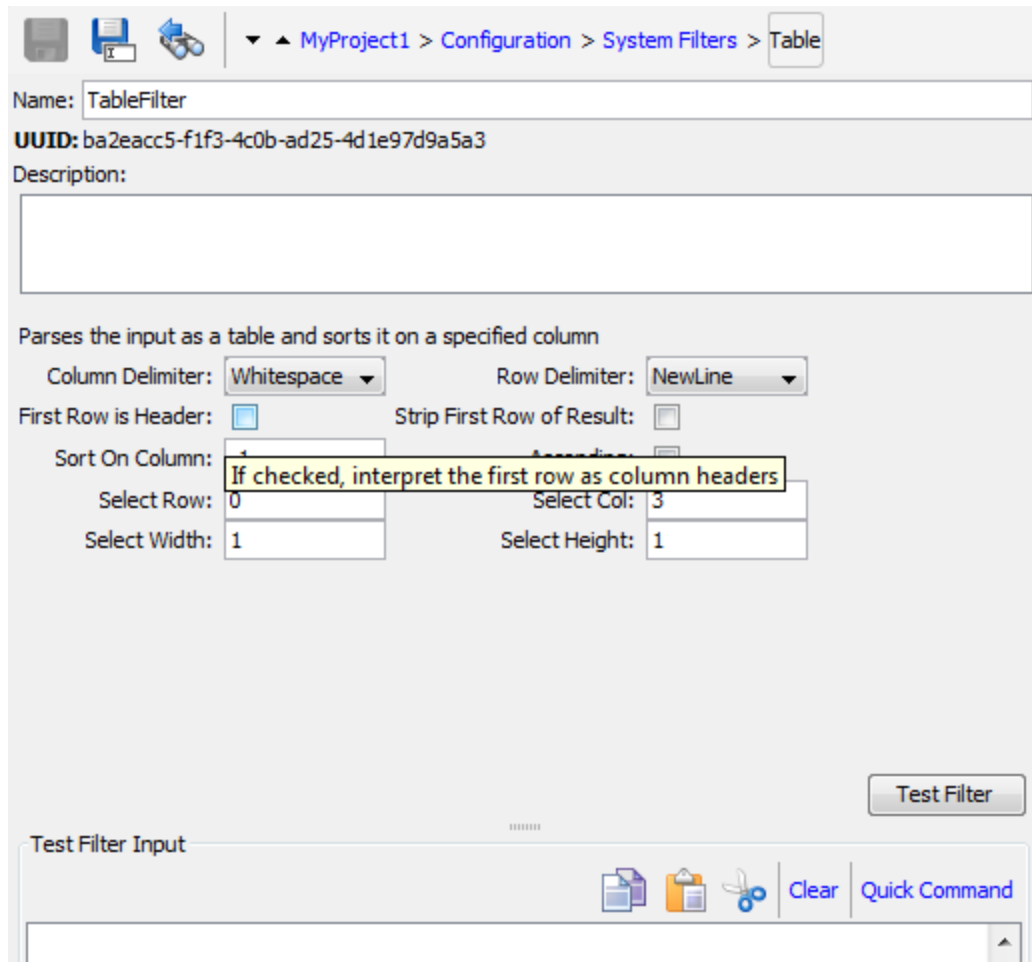 MyProject1 > Configuration > System Filters > Table
Name: TableFilter
UUID: ba2eacc5-f1f3-4c0b-ad25-4d1e97d9a5a3
Description:
Parses the input as a table and sorts it on a specified column
Column Delimiter: Whitespace Row Delimiter: NewLine
First Row is Header: Strip First Row of Result:
Sort On Column:
If checked, interpret the first row as column headers
Select Row: 0 Select Col: 3
Select Width: 1 Select Height: 1
Test Filter
Test Filter Input
Clear Quick Command